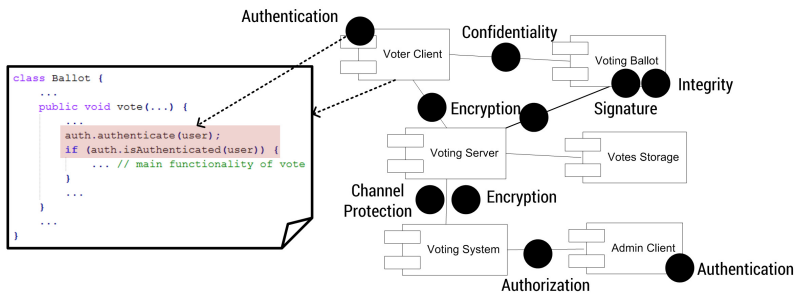 Authentication
class Ballot {
...
public void vote(...) {
...
auth.authenticate(user);
if (auth.isAuthenticated(user)) {
... // main functionality of vote
}
...
}
...
}
Voter Client
Confidentiality
Voting Ballot
Integrity
Signature
Encryption
Voting Server
Votes Storage
Channel
Protection
Encryption
Voting System
Admin Client
Authentication
Authorization